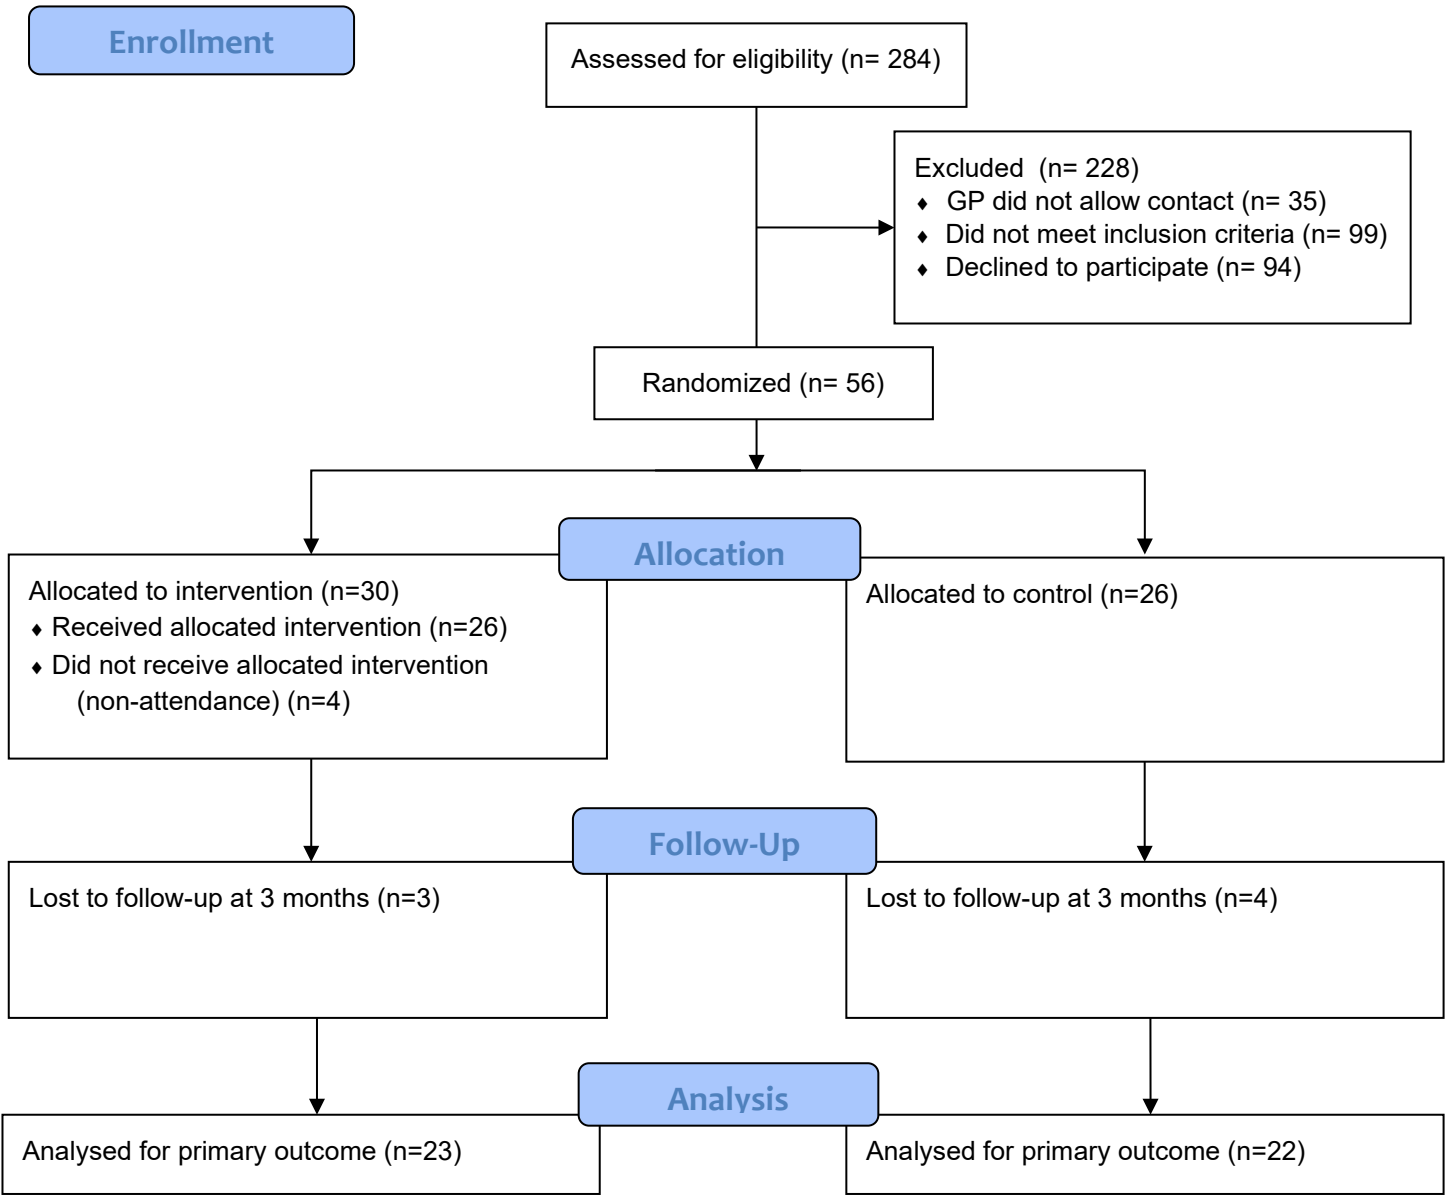 Enrollment
Assessed for eligibility (n= 284)
Excluded  (n= 228)
♦ GP did not allow contact (n= 35)
♦ Did not meet inclusion criteria (n= 99)
♦ Declined to participate (n= 94)
Randomized (n= 56)
Allocation
Allocated to intervention (n=30)
♦ Received allocated intervention (n=26)
♦ Did not receive allocated intervention
(non-attendance) (n=4)
Allocated to control (n=26)
Follow-Up
Lost to follow-up at 3 months (n=3)
Lost to follow-up at 3 months (n=4)
Analysis
Analysed for primary outcome (n=23)
Analysed for primary outcome (n=22)